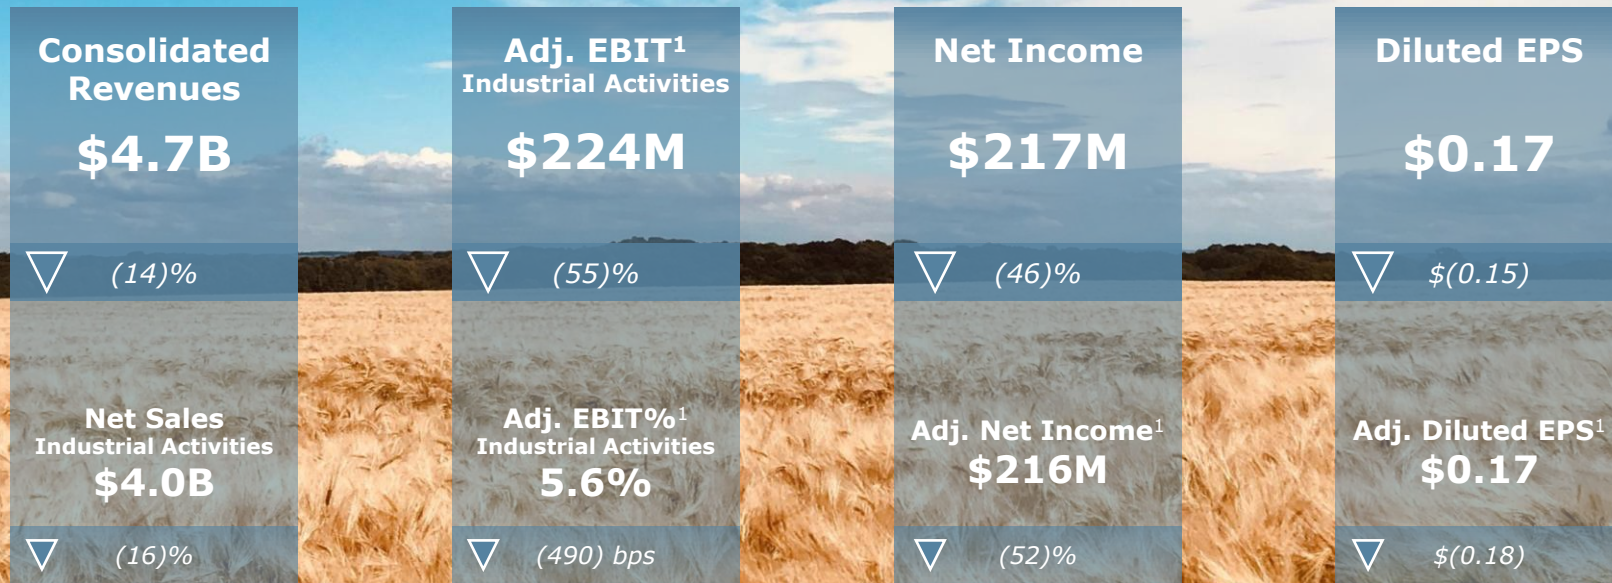 Consolidated
Revenues
$4.7B
(14)%
Net Sales
Industrial Activities
$4.0B
(16)%
Adj. EBIT¹
Industrial Activities
$224M
(55)%
Adj. EBIT%¹
Industrial Activities
5.6%
(490) bps
Net Income
$217M
(46)%
Adj. Net Income¹
$216M
(52)%
Diluted EPS
$0.17
$(0.15)
Adj. Diluted EPS¹
$0.17
$(0.18)